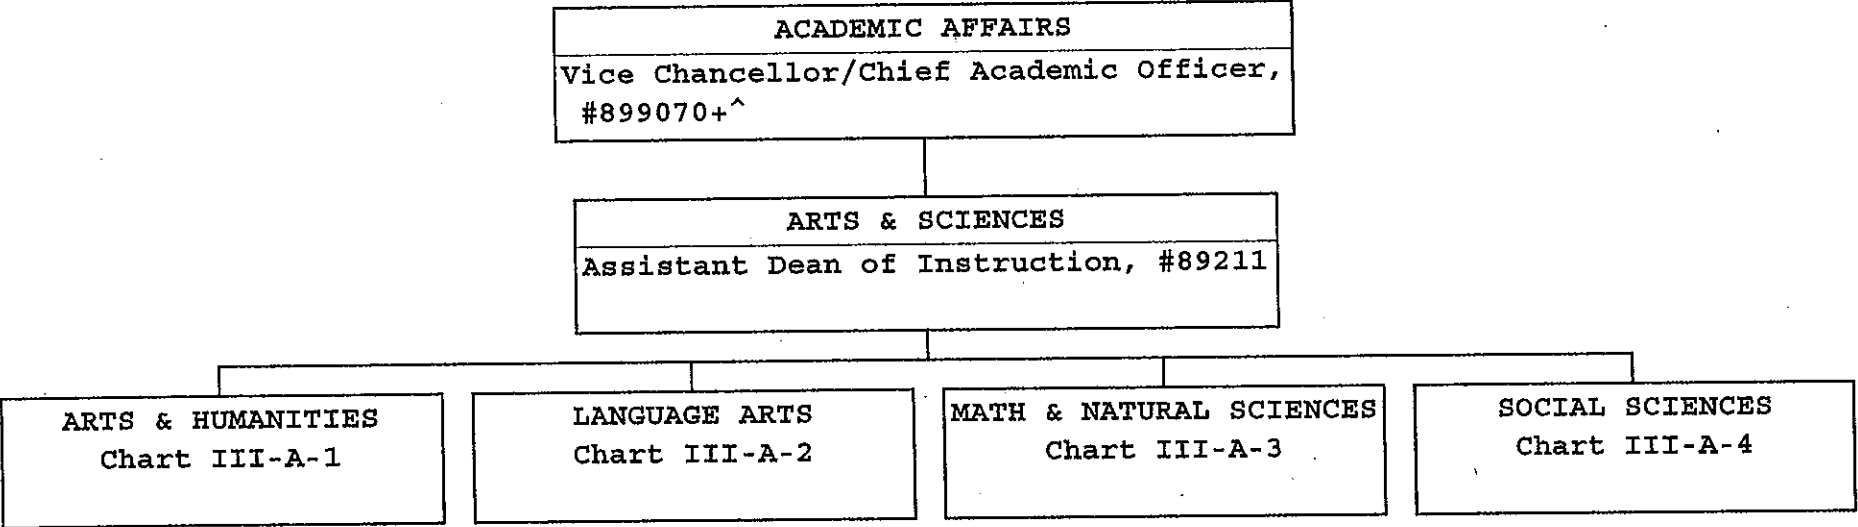 ACADEMIC AFFAIRS
Vice Chancellor/Chief Academic Officer,
#899070+^
ARTS & SCIENCES
Assistant Dean of Instruction, #89211
ARTS & HUMANITIES
Chart III-A-1
LANGUAGE ARTS
Chart III-A-2
MATH & NATURAL SCIENCES
Chart III-A-3
SOCIAL SCIENCES
Chart III-A-4